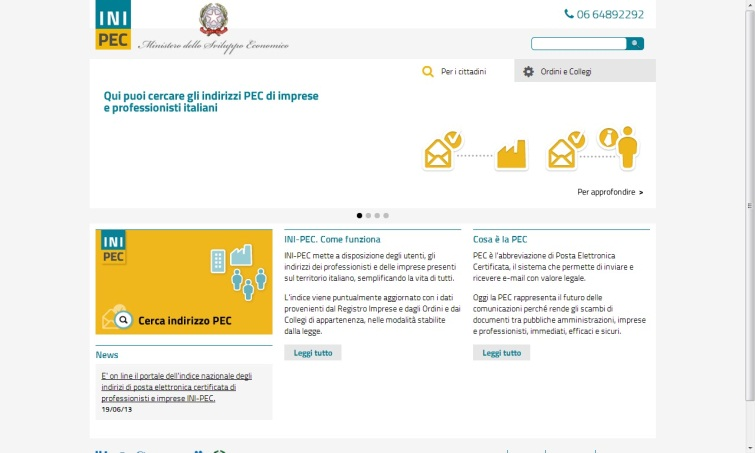 INI
PEC
Ministero dello Sviluppo Economico
06 64892292
Per i cittadini
Ordini e Collegi
Qui puoi cercare gli indirizzi PEC di imprese
e professionisti italiani
Per approfondire >
INI
PEC
Cerca indirizzo PEC
News
E' on line il portale dell'indice nazionale degli
indirizi di posta elettronica certificata di
professionisti e imprese INI-PEC.
19/06/13
INI-PEC. Come funziona
INI-PEC mette a disposizione degli utenti, gli
indirizzi dei professionisti e delle imprese presenti
sul territorio italiano, semplificando la vita di tutti.
L'indice viene puntualmente aggiornato con i dati
provenienti dal Registro Imprese e dagli Ordini e dai
Collegi di appartenenza, nelle modalità stabilite
dalla legge.
Leggi tutto
Cosa è la PEC
PEC è l'abbreviazione di Posta Elettronica
Certificata, il sistema che permette di inviare e
ricevere e-mail con valore legale.
Oggi la PEC rappresenta il futuro delle
comunicazioni perché rende gli scambi di
documenti tra pubbliche amministrazioni, imprese
e professionisti, immediati, efficaci e sicuri.
Leggi tutto